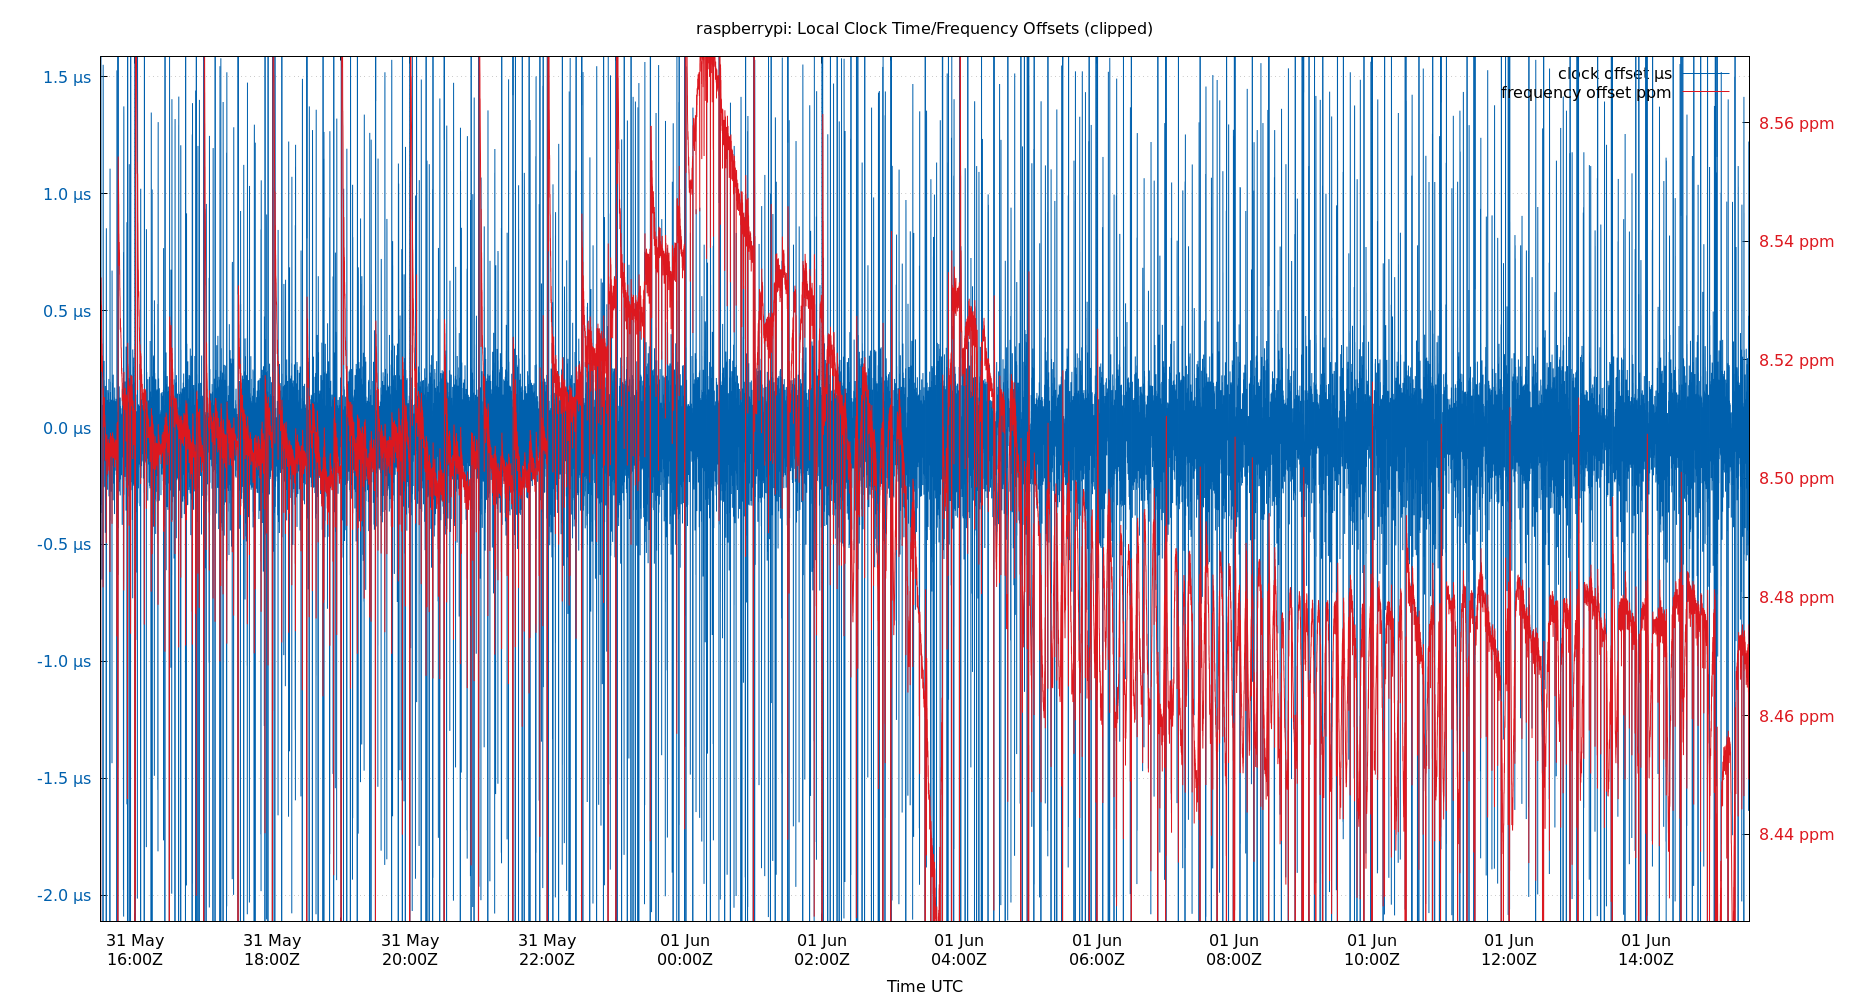 raspberrypi: Local Clock Time/Frequency Offsets (clipped)
clock offset µs
frequency offset ppm
1.5 µs
1.0 µs
0.5 µs
0.0 µs
-0.5 µs
-1.0 µs
-1.5 µs
-2.0 µs
8.56 ppm
8.54 ppm
8.52 ppm
8.50 ppm
8.48 ppm
8.46 ppm
8.44 ppm
31 May 31 May 31 May 31 May 01 Jun 01 Jun 01 Jun 01 Jun 01 Jun 01 Jun 01 Jun 01 Jun
16:00Z 18:00Z 20:00Z 22:00Z 00:00Z 02:00Z 04:00Z 06:00Z 08:00Z 10:00Z 12:00Z 14:00Z
Time UTC